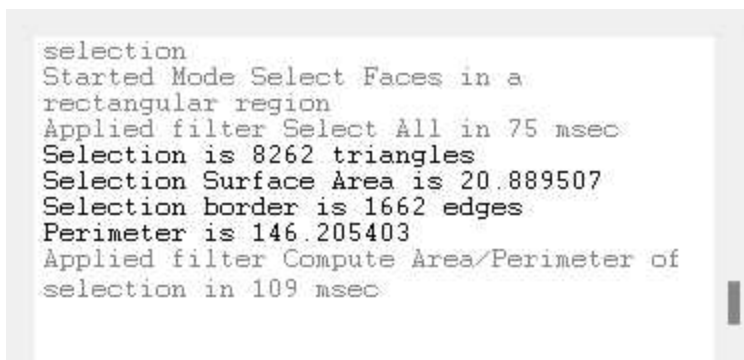 selection
Started Mode Select Faces in a
rectangular region
Applied filter Select All in 75 msec
Selection is 8262 triangles
Selection Surface Area is 20.889507
Selection border is 1662 edges
Perimeter is 146.205403
Applied filter Compute Area/Perimeter of
selection in 109 msec